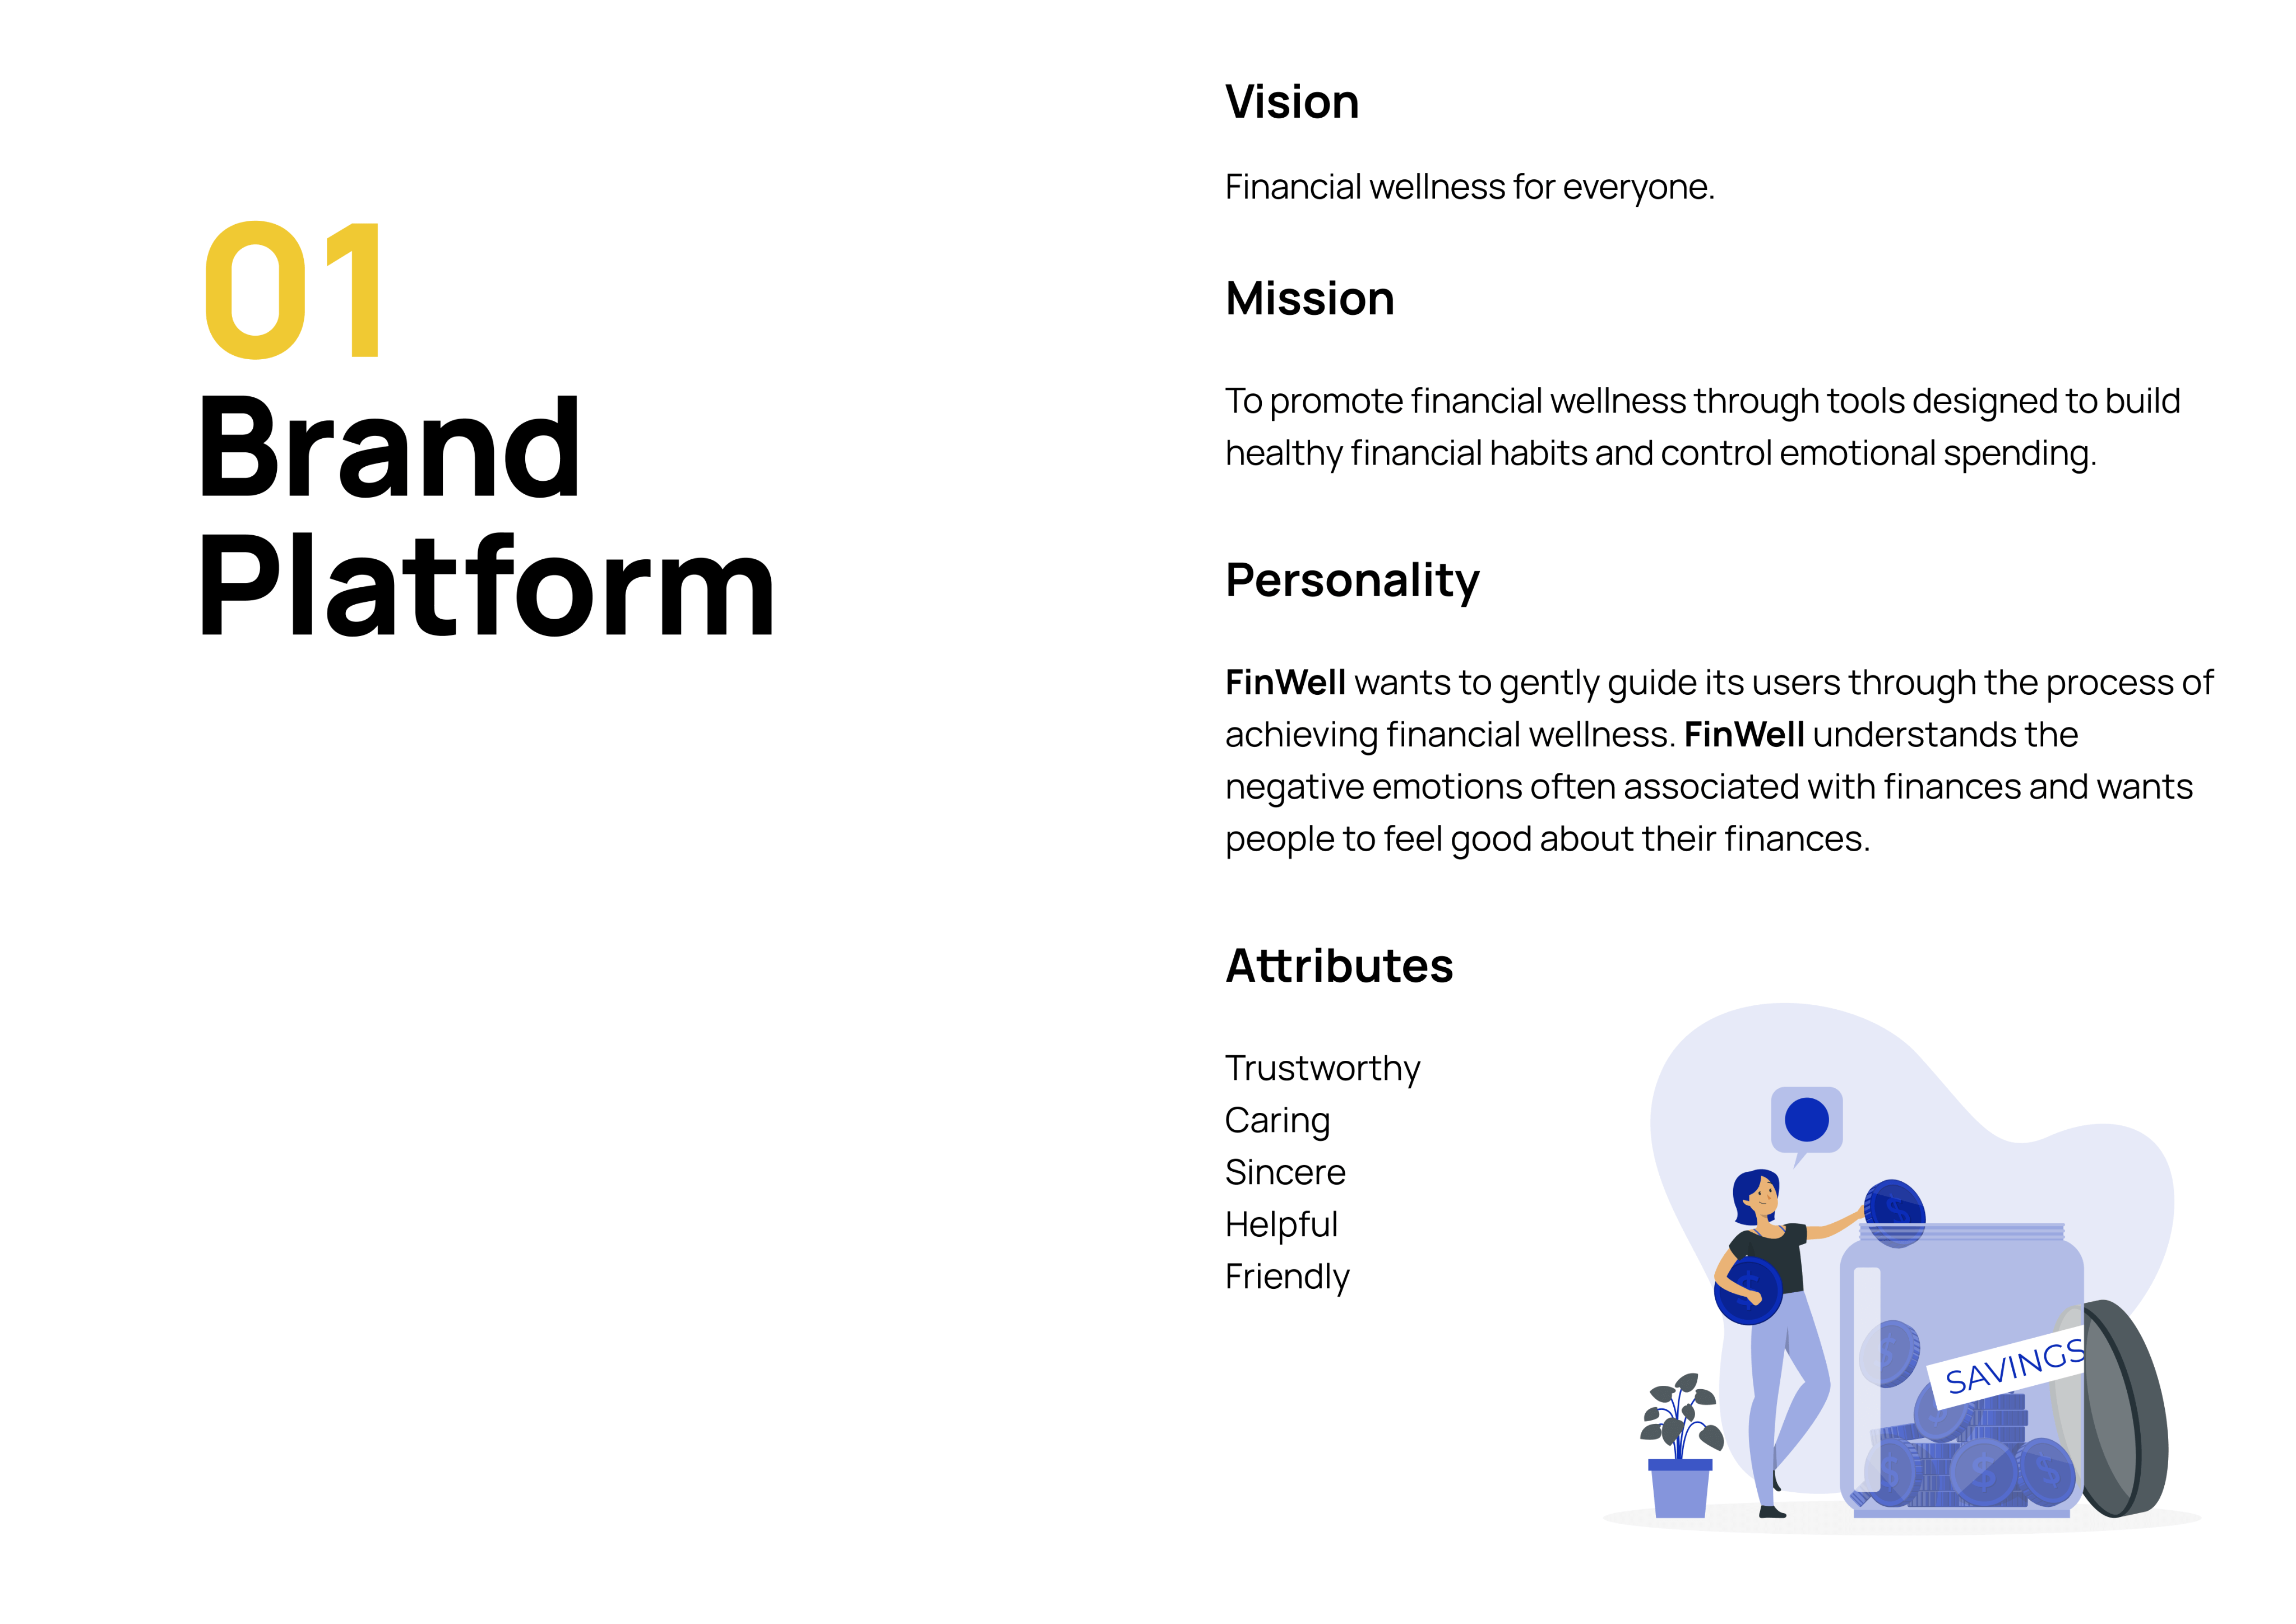 01
Brand
Platform
Vision
Financial wellness for everyone.
Mission
To promote financial wellness through tools designed to build
healthy financial habits and control emotional spending.
Personality
FinWell wants to gently guide its users through the process of
achieving financial wellness. FinWell understands the
negative emotions often associated with finances and wants
people to feel good about their finances.
Attributes
Trustworthy
Caring
Sincere
Helpful
Friendly
$
$
$
SAVINGS
$
$
$